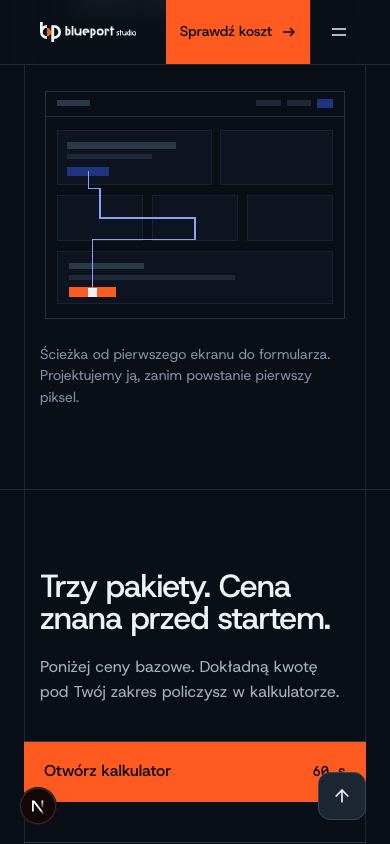 blueport studio
Sprawdź koszt →
Ścieżka od pierwszego ekranu do formularza.
Projektujemy ją, zanim powstanie pierwszy
piksel.
Trzy pakiety. Cena
znana przed startem.
Poniżej ceny bazowe. Dokładną kwotę
pod Twój zakres policzysz w kalkulatorze.
Otwórz kalkulator 60 s
N